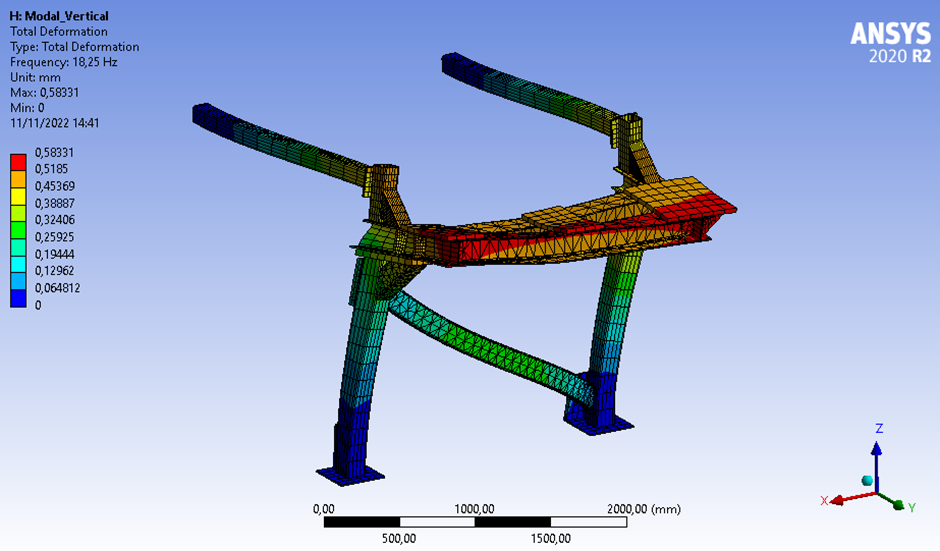 H: Modal_Vertical
Total Deformation
Type: Total Deformation
Frequency: 18,25 Hz
Unit: mm
Max: 0,58331
Min: 0
11/11/2022 14:41
ANSYS
2020 R2
0,58331
0,5185
0,45369
0,38887
0,32406
0,25925
0,19444
0,12962
0,064812
0
Z
X
Y
0,00 1000,00 2000,00 (mm)
500,00 1500,00